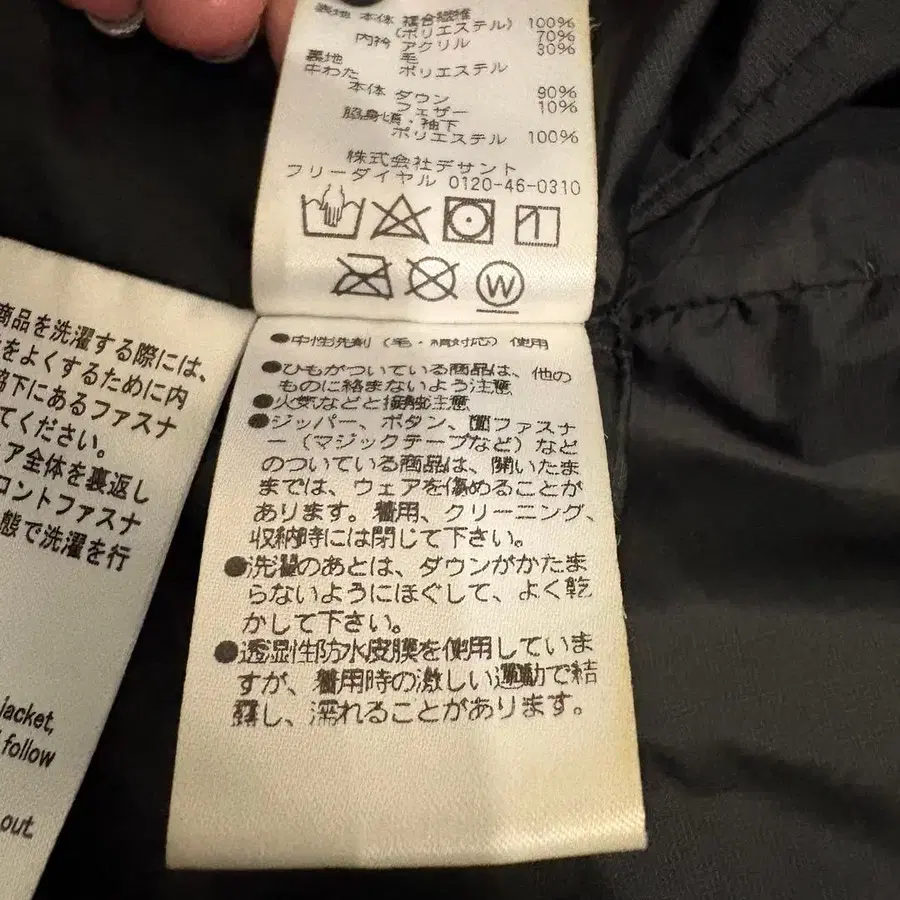 表地 本体 複合繊維
(ポリエステル) 100%
内衿 アクリル 70%
毛 30%
裏地 ポリエステル
中わた
本体 ダウン 90%
フェザー 10%
脇身頃・袖下
ポリエステル 100%
株式会社デサント
フリーダイヤル 0120-46-0310
W
●中性洗剤(毛・絹対応)使用
●ひもがついている商品は、他の
ものに絡まないよう注意
●火気などと接触注意
●ジッパー、ボタン、面ファスナ
ー(マジックテープなど)など
のついている商品は、開いたま
までは、ウェアを傷めることが
あります。着用、クリーニング、
収納時には閉じて下さい。
●洗濯のあとは、ダウンがかたま
らないようにほぐして、よく乾
かして下さい。
●透湿性防水皮膜を使用していま
すが、着用時の激しい運動で結
露し、濡れることがあります。
商品を洗濯する際には、
をよくするために内
脇下にあるファスナ
てください。
ア全体を裏返し
ロントファスナ
態で洗濯を行
jacket,
follow
out.